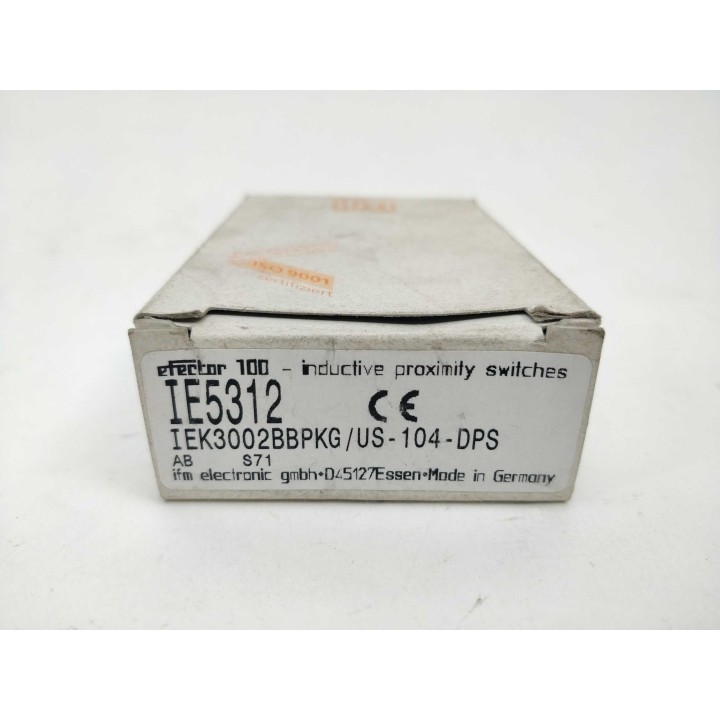 ISO 9001
zertifiziert
efector 100 - inductive proximity switches
IE5312 CE
IEK3002BBPKG/US-104-DPS
AB S71
ifm electronic gmbh•D45127Essen•Made in Germany